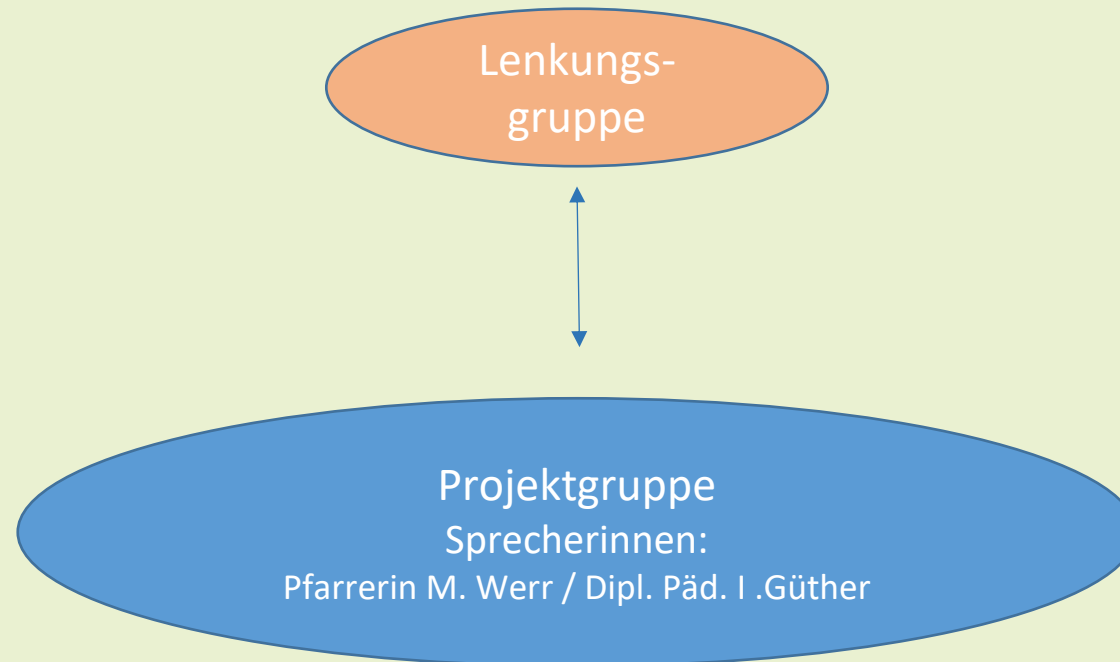 Lenkungs-
gruppe
Projektgruppe
Sprecherinnen:
Pfarrerin M. Werr / Dipl. Päd. I .Güther